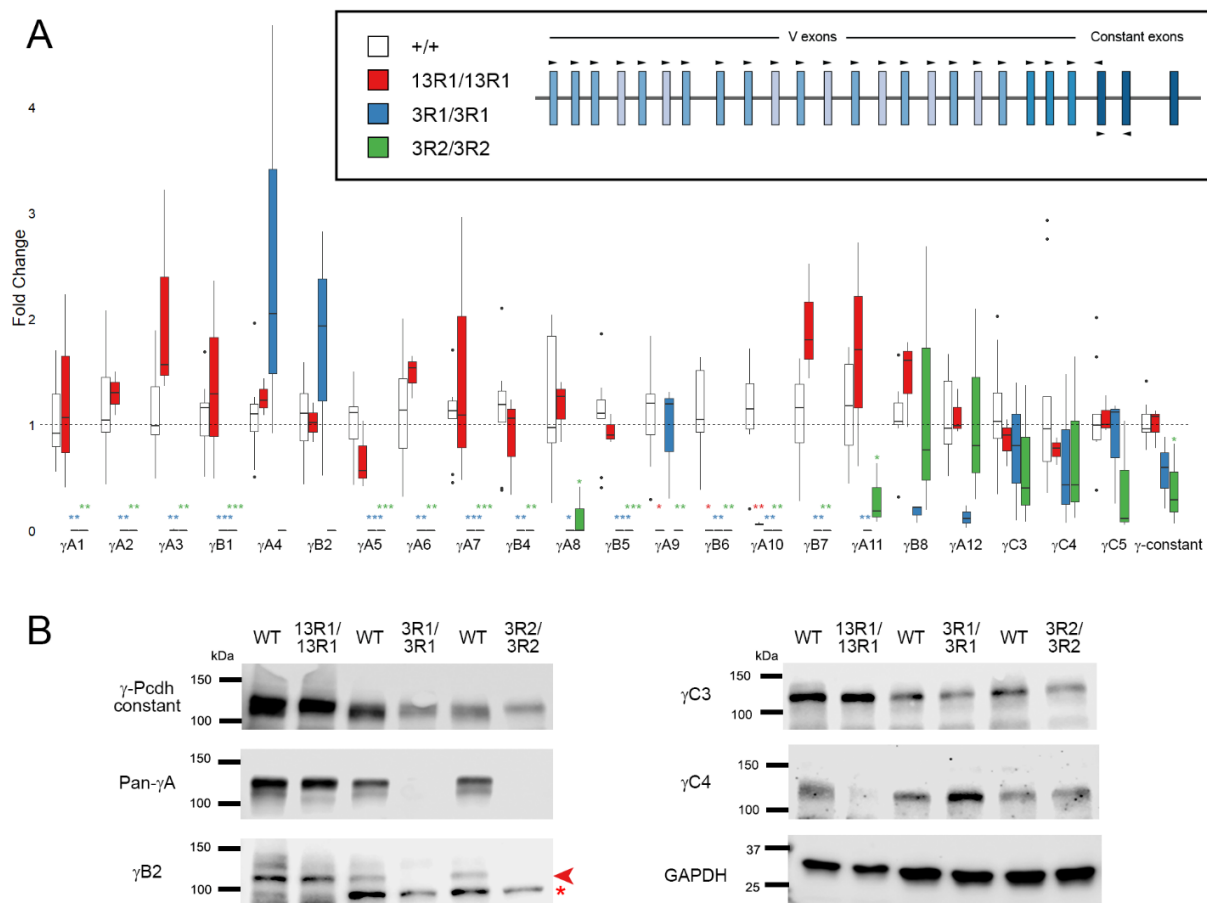 A
+/+
13R1/13R1
3R1/3R1
3R2/3R2
V exons
Constant exons
Fold Change
4
3
2
1
0
* ** *** 
γA1 γA2 γA3 γB1 γA4 γB2 γA5 γA6 γA7 γB4 γA8 γB5 γA9 γB6 γA10 γB7 γA11 γB8 γA12 γC3 γC4 γC5 γ-constant
B
WT 13R1/13R1 WT 3R1/3R1 WT 3R2/3R2
kDa
γ-Pcdh constant
150
100
Pan-γA
150
100
γB2
150
100
*
WT 13R1/13R1 WT 3R1/3R1 WT 3R2/3R2
kDa
γC3
150
100
γC4
150
100
GAPDH
37
25